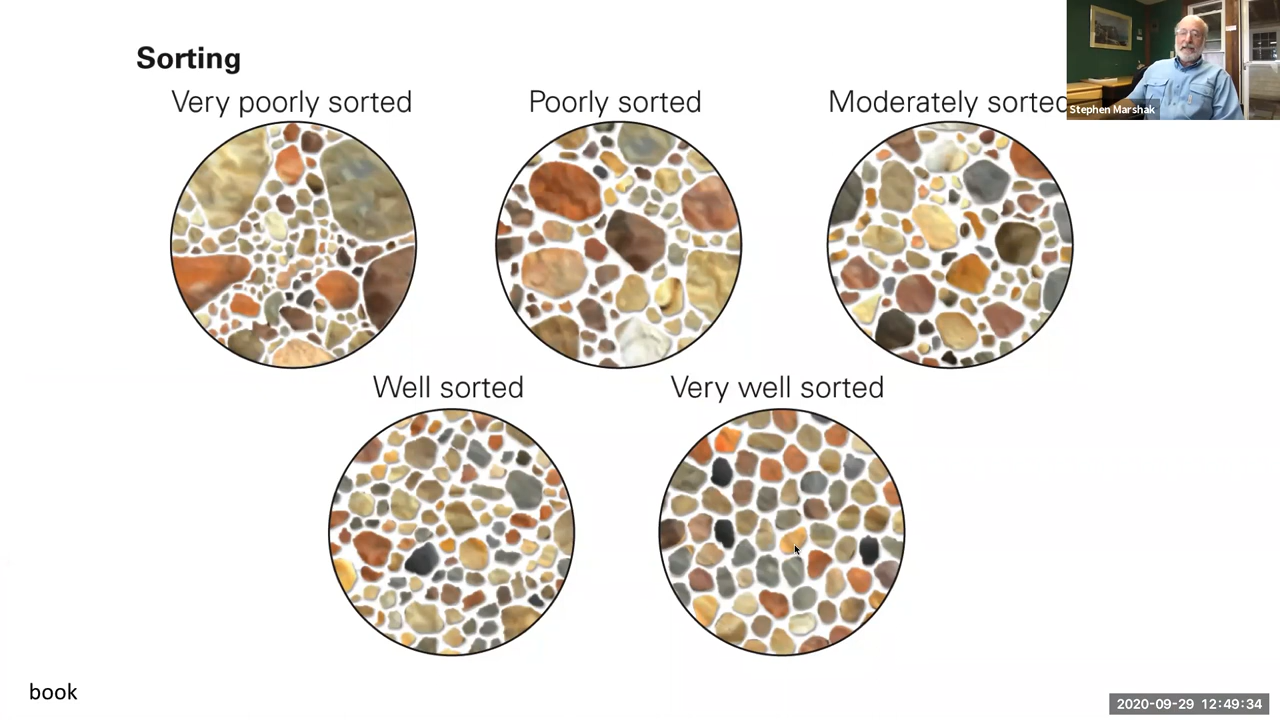 Sorting
Very poorly sorted
Poorly sorted
Moderately sorted
Stephen Marshak
Well sorted
Very well sorted
book
2020-09-29 12:49:34